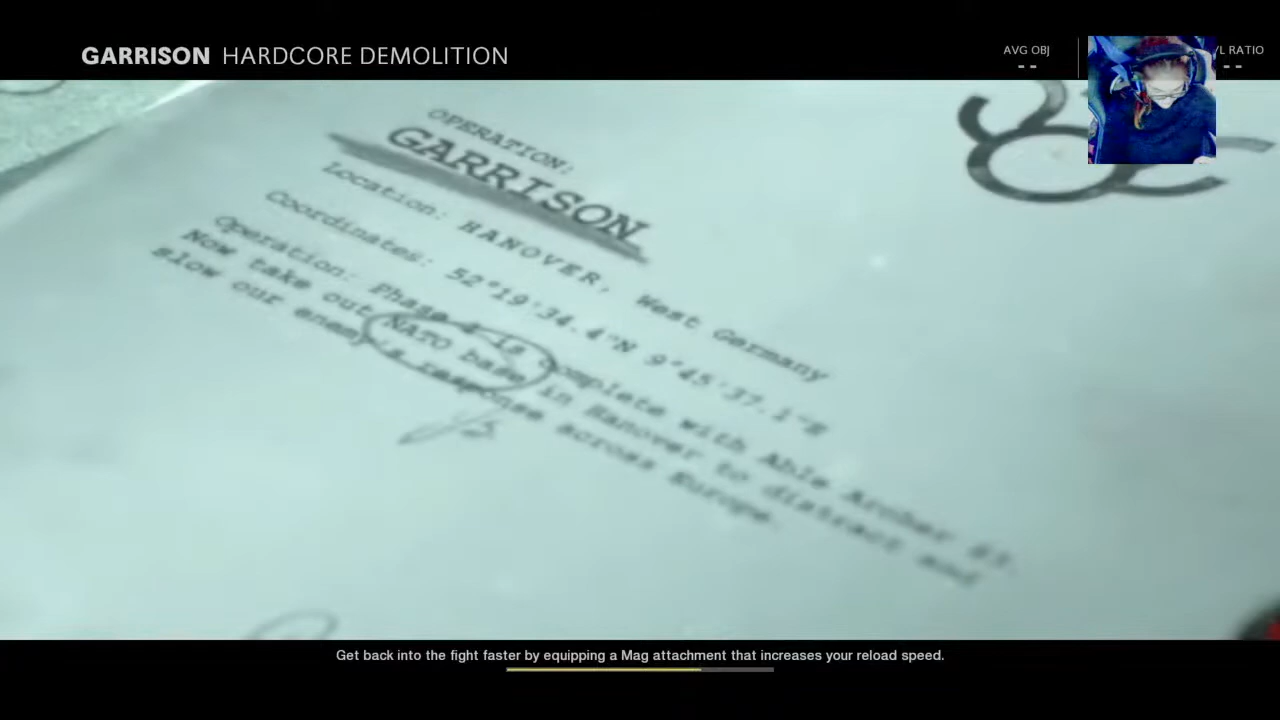 GARRISON HARDCORE DEMOLITION
AVG OBJ
/L RATIO
--
--
OPERATION:
GARRISON
Location: HANOVER, West Germany
Coordinates: 52°19'34.4"N 9°45'37.1"E
Operation: Phase 1 is complete with Able Archer 83.
Now take out NATO base in Hanover to distract and
slow our enemy's response across Europe.
Get back into the fight faster by equipping a Mag attachment that increases your reload speed.